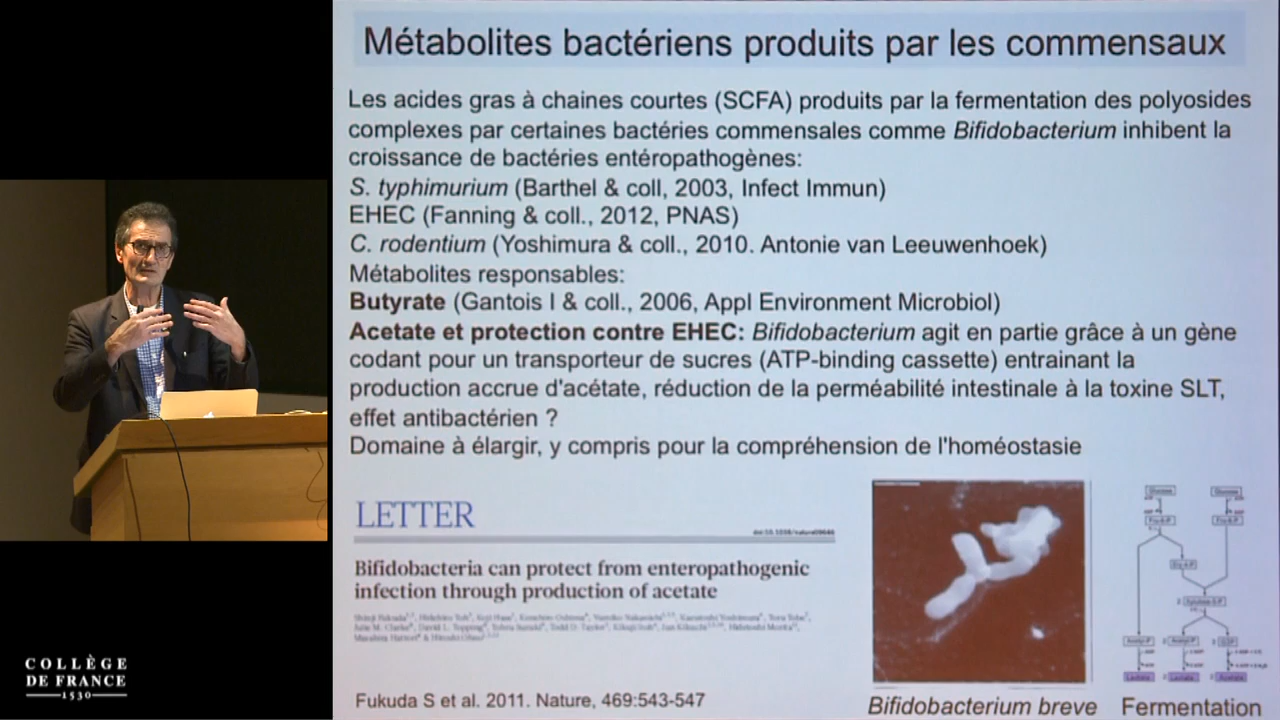 Métabolites bactériens produits par les commensaux
Les acides gras à chaines courtes (SCFA) produits par la fermentation des polyosides
complexes par certaines bactéries commensales comme Bifidobacterium inhibent la
croissance de bactéries entéropathogènes:
S. typhimurium (Barthel & coll, 2003, Infect Immun)
EHEC (Fanning & coll., 2012, PNAS)
C. rodentium (Yoshimura & coll., 2010. Antonie van Leeuwenhoek)
Métabolites responsables:
Butyrate (Gantois I & coll., 2006, Appl Environment Microbiol)
Acetate et protection contre EHEC: Bifidobacterium agit en partie grâce à un gène
codant pour un transporteur de sucres (ATP-binding cassette) entrainant la
production accrue d'acétate, réduction de la perméabilité intestinale à la toxine SLT,
effet antibactérien ?
Domaine à élargir, y compris pour la compréhension de l'homéostasie
LETTER
Bifidobacteria can protect from enteropathogenic
infection through production of acetate
Fukuda S et al. 2011. Nature, 469:543-547
Bifidobacterium breve
Glucose Glucose
Lactate Lactate Acetate
Fermentation
COLLÈGE
DE FRANCE
1530